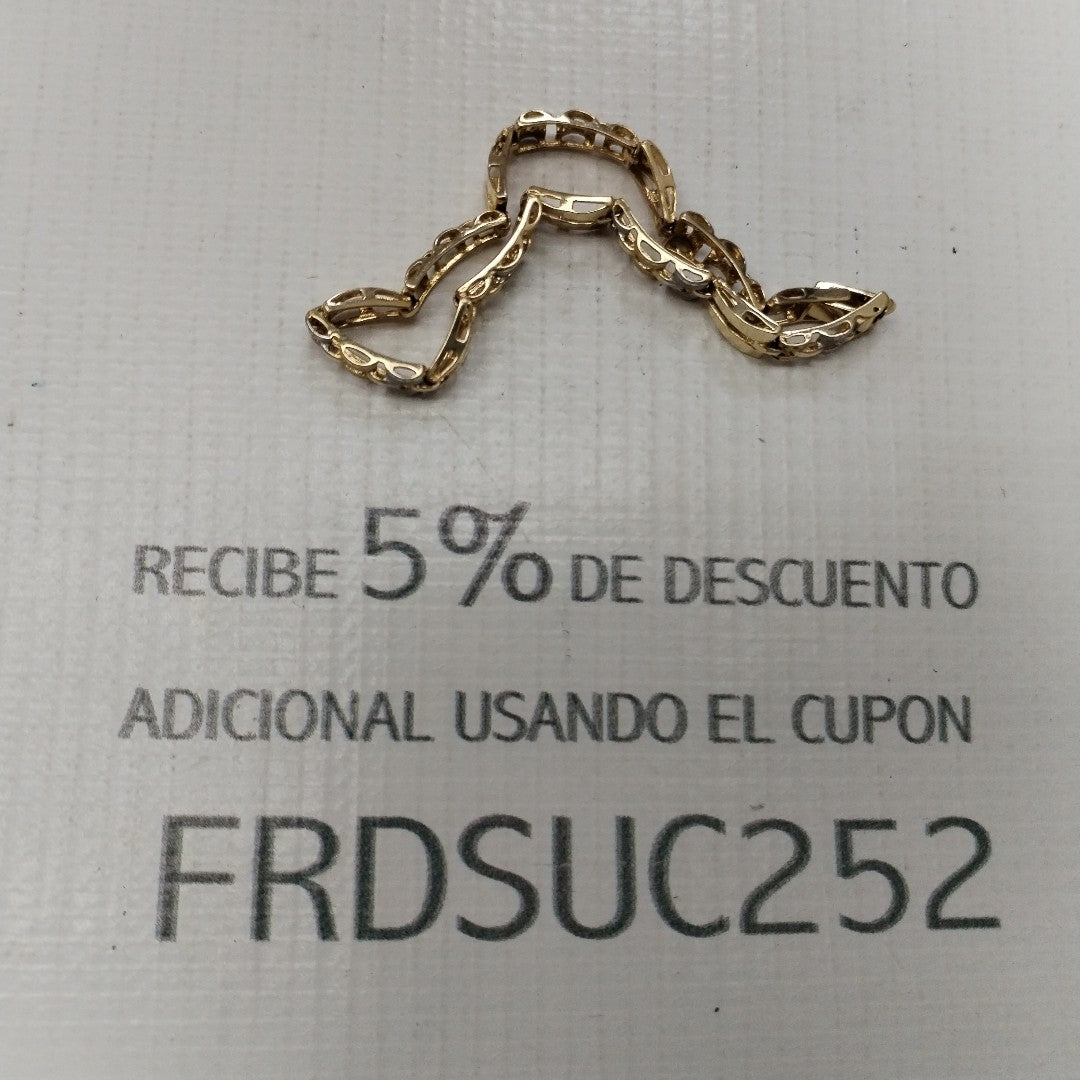 RECIBE 5% DE DESCUENTO
ADICIONAL USANDO EL CUPON
FRDSUC252